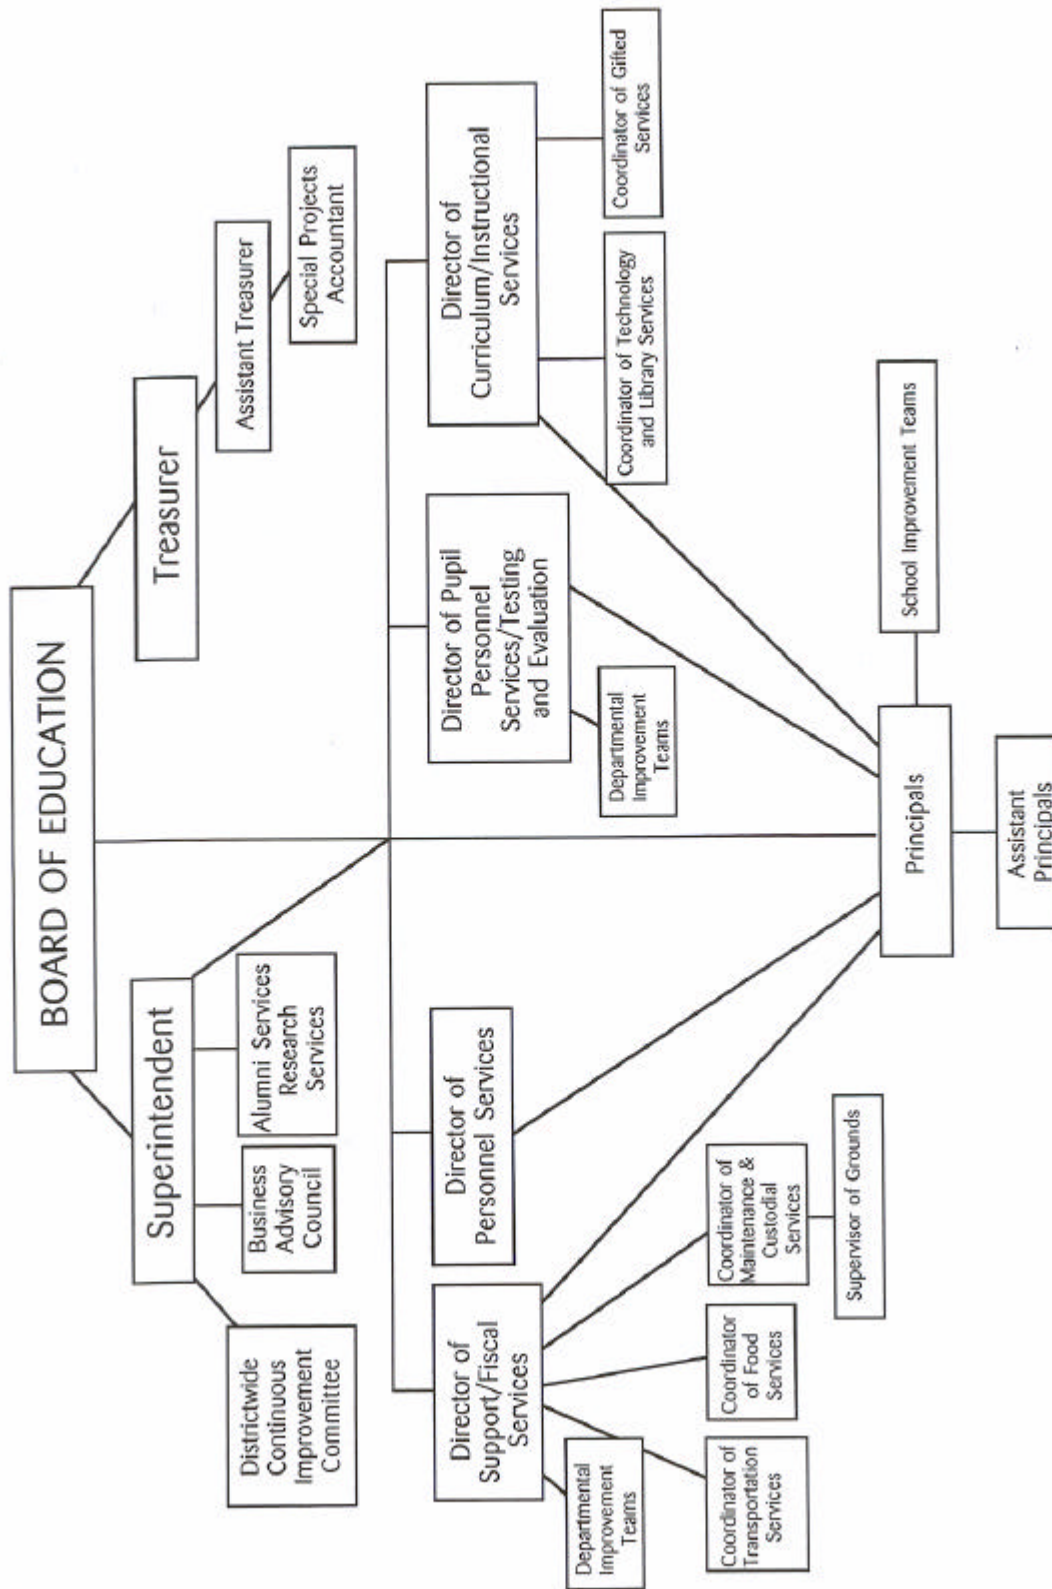 BOARD OF EDUCATION
Superintendent
Treasurer
Districtwide
Continuous
Improvement
Committee
Business
Advisory
Council
Alumni Services
Research
Services
Assistant Treasurer
Special Projects
Accountant
Director of
Support/Fiscal
Services
Director of
Personnel Services
Director of Pupil
Personnel
Services/Testing
and Evaluation
Director of
Curriculum/Instructional
Services
Departmental
Improvement
Teams
Coordinator of
Transportation
Services
Coordinator
of Food
Services
Coordinator of
Maintenance &
Custodial
Services
Supervisor of Grounds
Departmental
Improvement
Teams
Coordinator of Technology
and Library Services
Coordinator of Gifted
Services
Principals
School Improvement Teams
Assistant
Principals